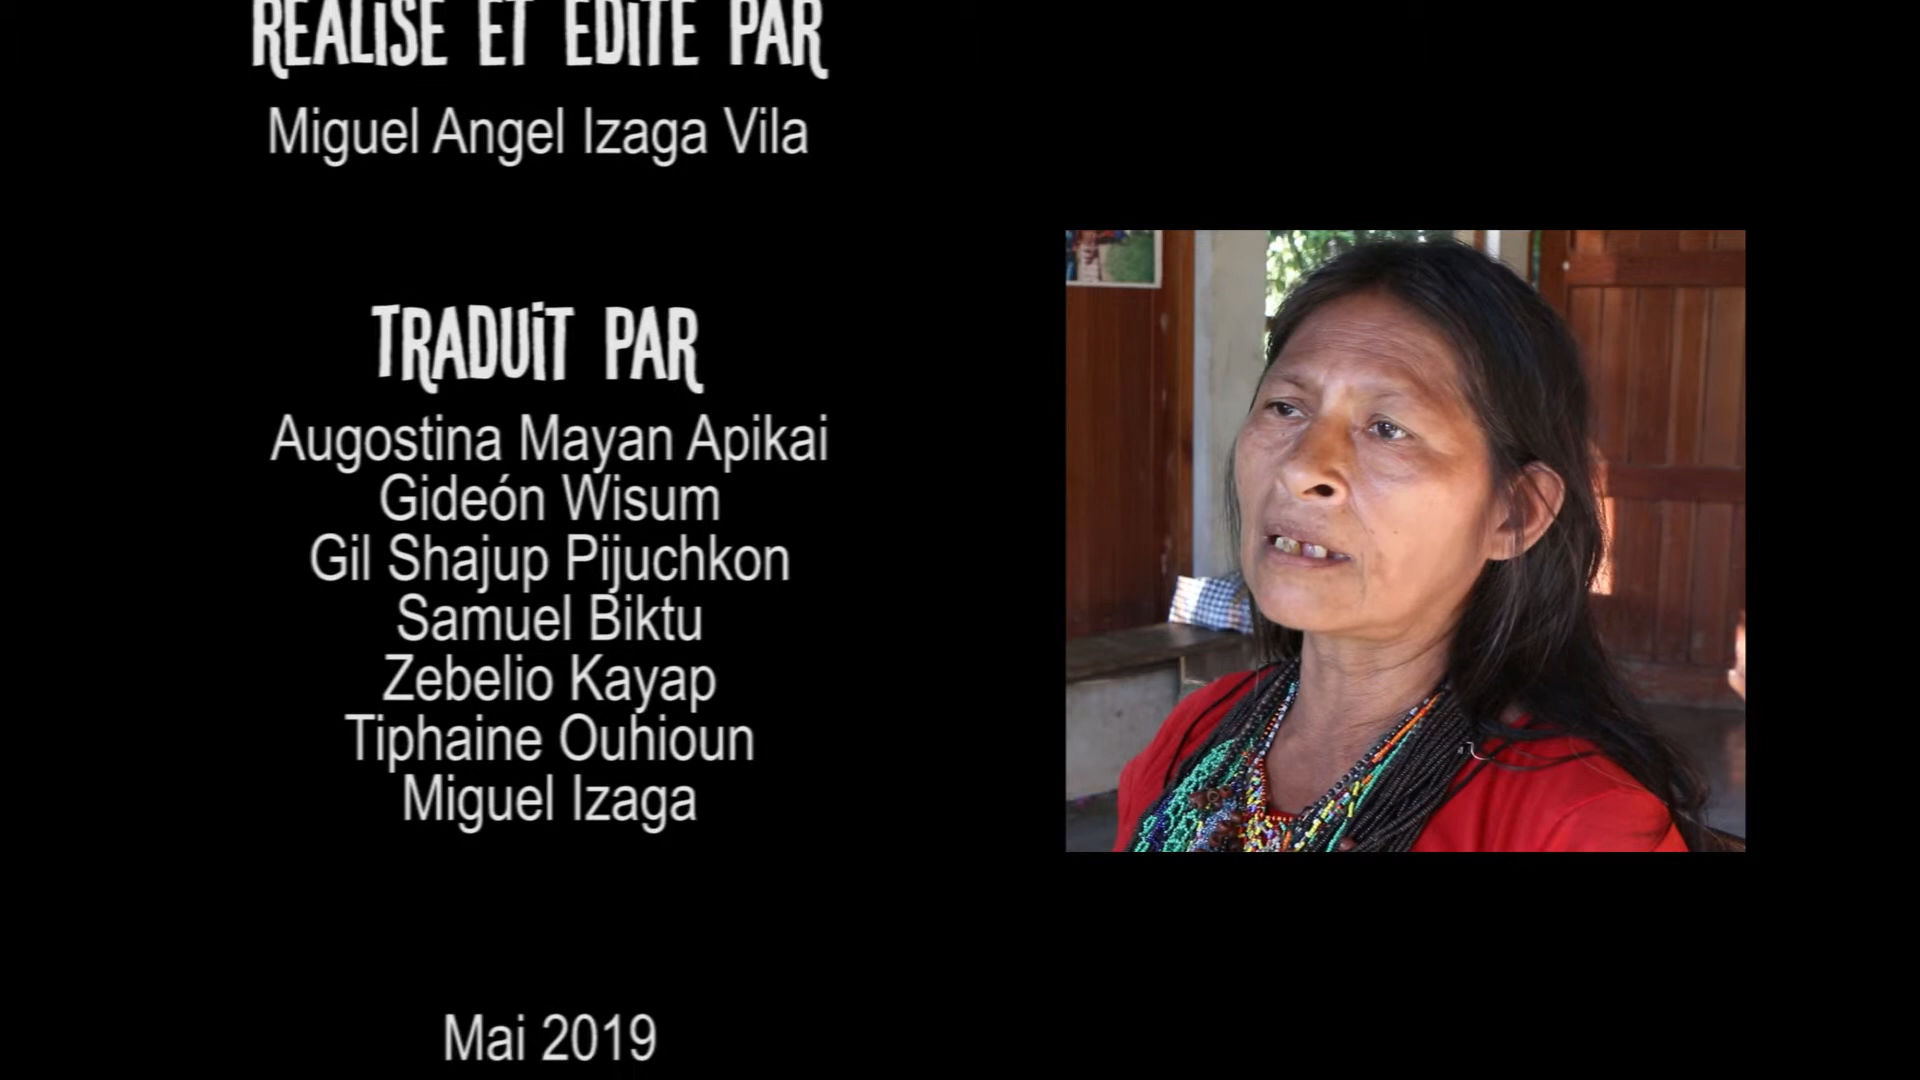 REALISE ET EDITE PAR
Miguel Angel Izaga Vila
TRADUIT PAR
Augostina Mayan Apikai
Gideón Wisum
Gil Shajup Pijuchkon
Samuel Biktu
Zebelio Kayap
Tiphaine Ouhioun
Miguel Izaga
Mai 2019